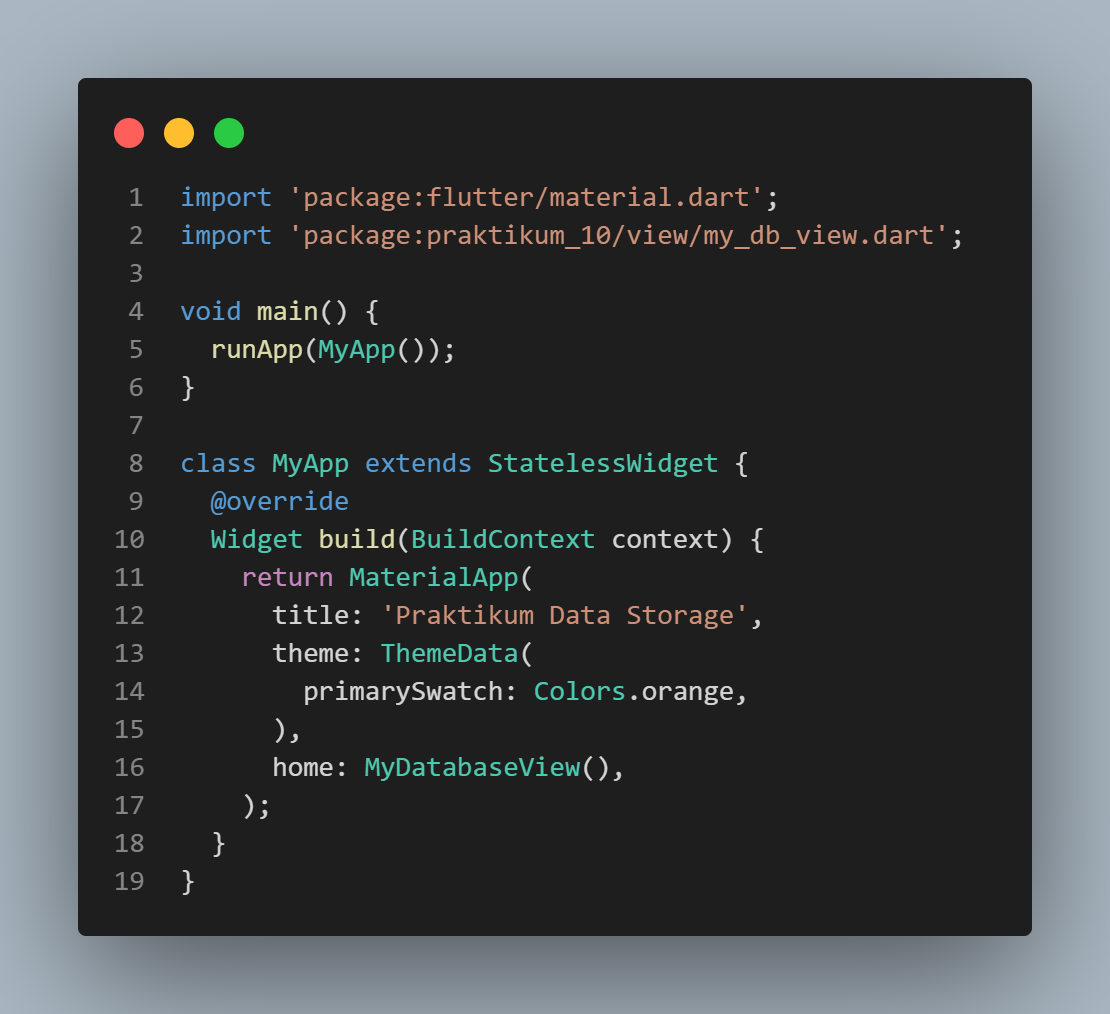 1 import 'package:flutter/material.dart';
2 import 'package:praktikum_10/view/my_db_view.dart';
3
4 void main() {
5   runApp(MyApp());
6 }
7
8 class MyApp extends StatelessWidget {
9   @override
10   Widget build(BuildContext context) {
11     return MaterialApp(
12       title: 'Praktikum Data Storage',
13       theme: ThemeData(
14         primarySwatch: Colors.orange,
15       ),
16       home: MyDatabaseView(),
17     );
18   }
19 }